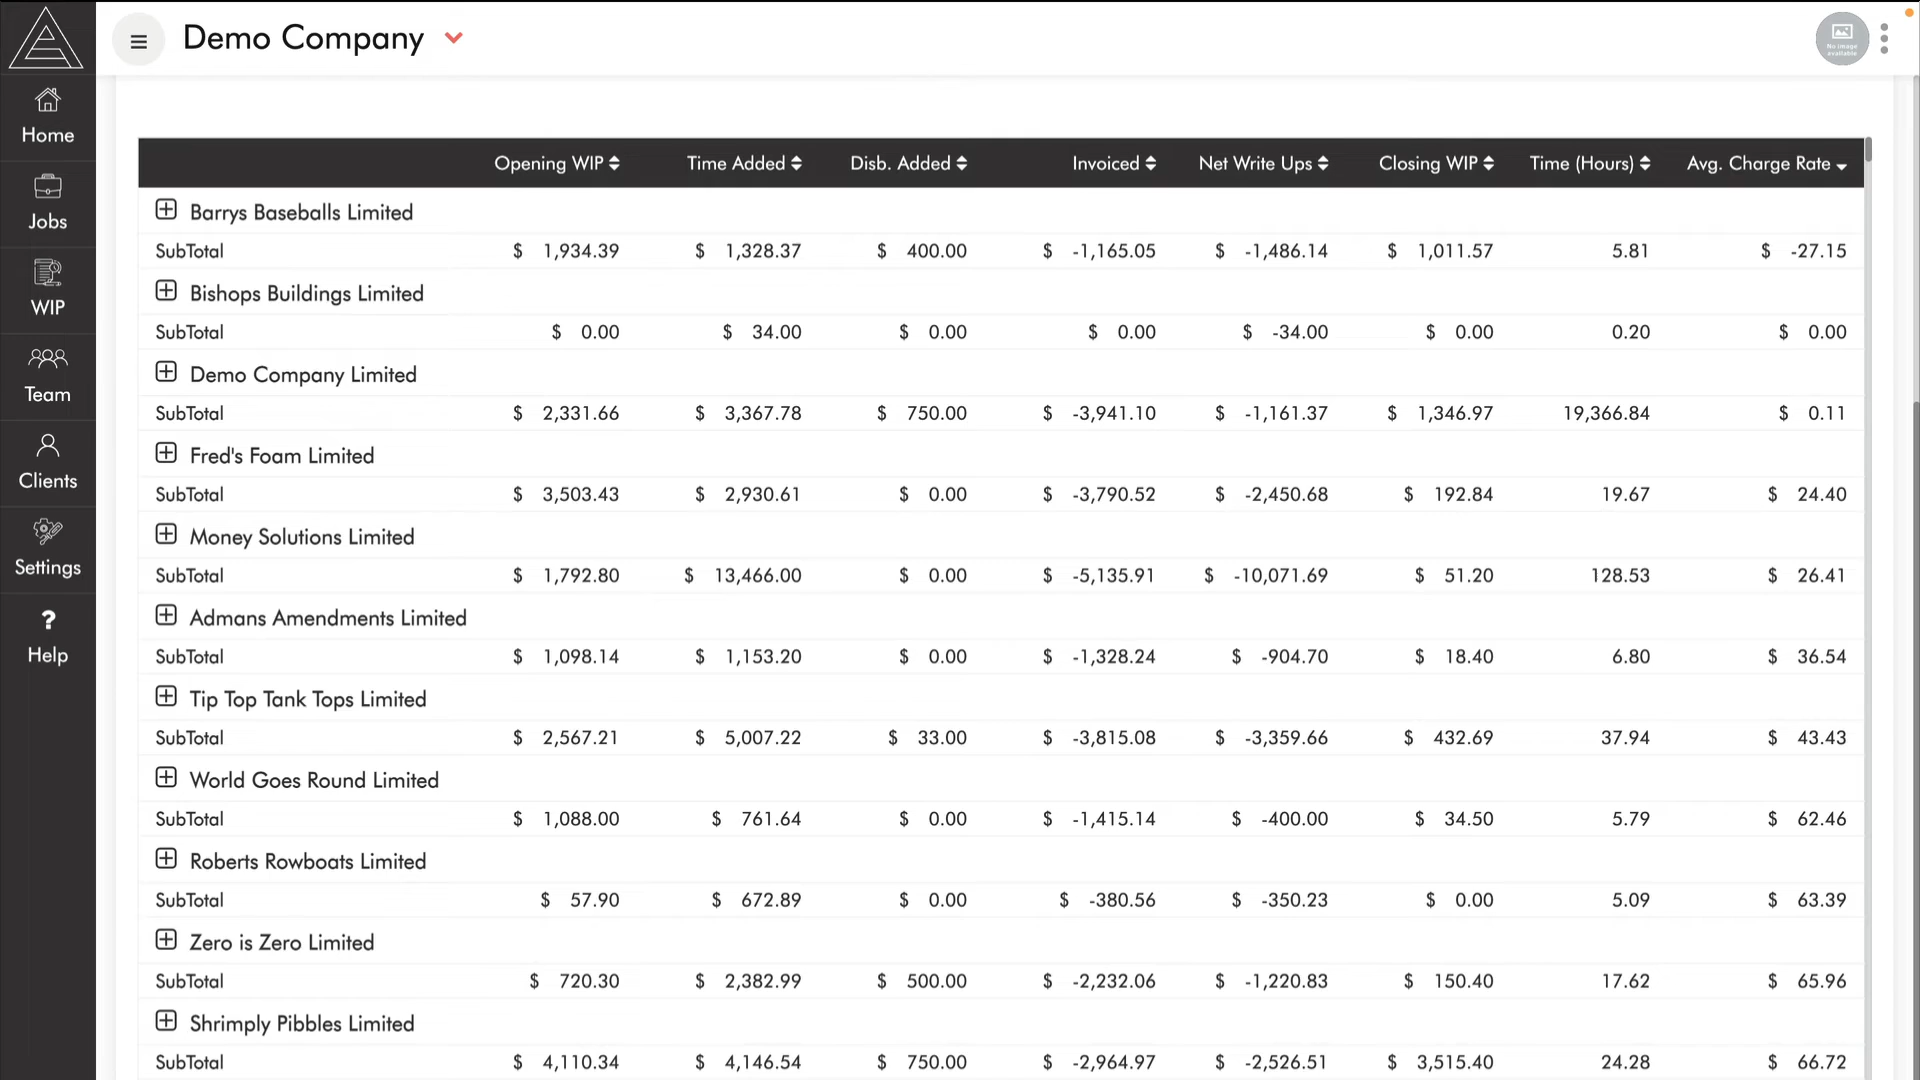 Demo Company
No image
available
Home
Jobs
WIP
Team
Clients
Settings
?
Help
Opening WIP Time Added Disb. Added Invoiced Net Write Ups Closing WIP Time (Hours) Avg. Charge Rate
Barrys Baseballs Limited
SubTotal $ 1,934.39 $ 1,328.37 $ 400.00 $ -1,165.05 $ -1,486.14 $ 1,011.57 5.81 $ -27.15
Bishops Buildings Limited
SubTotal $ 0.00 $ 34.00 $ 0.00 $ 0.00 $ -34.00 $ 0.00 0.20 $ 0.00
Demo Company Limited
SubTotal $ 2,331.66 $ 3,367.78 $ 750.00 $ -3,941.10 $ -1,161.37 $ 1,346.97 19,366.84 $ 0.11
Fred's Foam Limited
SubTotal $ 3,503.43 $ 2,930.61 $ 0.00 $ -3,790.52 $ -2,450.68 $ 192.84 19.67 $ 24.40
Money Solutions Limited
SubTotal $ 1,792.80 $ 13,466.00 $ 0.00 $ -5,135.91 $ -10,071.69 $ 51.20 128.53 $ 26.41
Admans Amendments Limited
SubTotal $ 1,098.14 $ 1,153.20 $ 0.00 $ -1,328.24 $ -904.70 $ 18.40 6.80 $ 36.54
Tip Top Tank Tops Limited
SubTotal $ 2,567.21 $ 5,007.22 $ 33.00 $ -3,815.08 $ -3,359.66 $ 432.69 37.94 $ 43.43
World Goes Round Limited
SubTotal $ 1,088.00 $ 761.64 $ 0.00 $ -1,415.14 $ -400.00 $ 34.50 5.79 $ 62.46
Roberts Rowboats Limited
SubTotal $ 57.90 $ 672.89 $ 0.00 $ -380.56 $ -350.23 $ 0.00 5.09 $ 63.39
Zero is Zero Limited
SubTotal $ 720.30 $ 2,382.99 $ 500.00 $ -2,232.06 $ -1,220.83 $ 150.40 17.62 $ 65.96
Shrimply Pibbles Limited
SubTotal $ 4,110.34 $ 4,146.54 $ 750.00 $ -2,964.97 $ -2,526.51 $ 3,515.40 24.28 $ 66.72